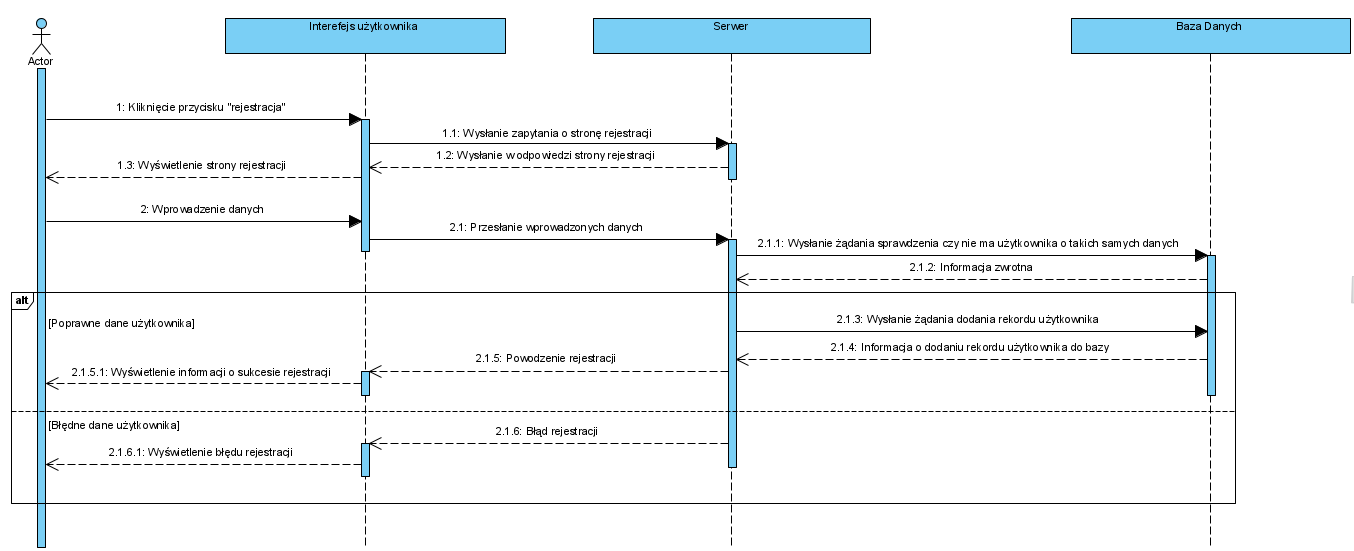 Interefejs użytkownika
Serwer
Baza Danych
Actor
1: Kliknięcie przycisku "rejestracja"
1.1: Wysłanie zapytania o stronę rejestracji
1.2: Wysłanie w odpowiedzi strony rejestracji
1.3: Wyświetlenie strony rejestracji
2: Wprowadzenie danych
2.1: Przesłanie wprowadzonych danych
2.1.1: Wysłanie żądania sprawdzenia czy nie ma użytkownika o takich samych danych
2.1.2: Informacja zwrotna
alt
[Poprawne dane użytkownika]
2.1.3: Wysłanie żądania dodania rekordu użytkownika
2.1.4: Informacja o dodaniu rekordu użytkownika do bazy
2.1.5: Powodzenie rejestracji
2.1.5.1: Wyświetlenie informacji o sukcesie rejestracji
[Błędne dane użytkownika]
2.1.6: Błąd rejestracji
2.1.6.1: Wyświetlenie błędu rejestracji